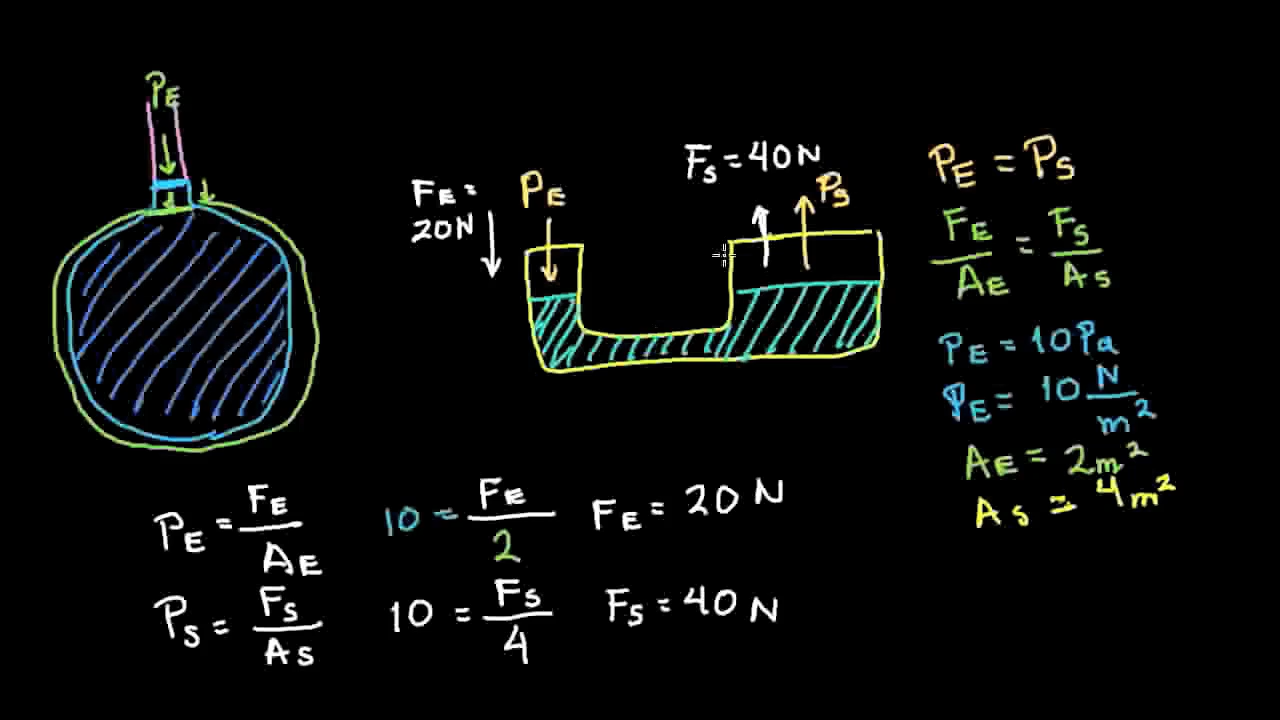 PE
FE =
20N
PE
FS = 40N
PS
PE = PS
FE/AE = FS/AS
PE = 10Pa
PE = 10 N/m²
AE = 2m²
AS = 4m²
PE = FE/AE
10 = FE/2
FE = 20 N
PS = FS/AS
10 = FS/4
FS = 40 N